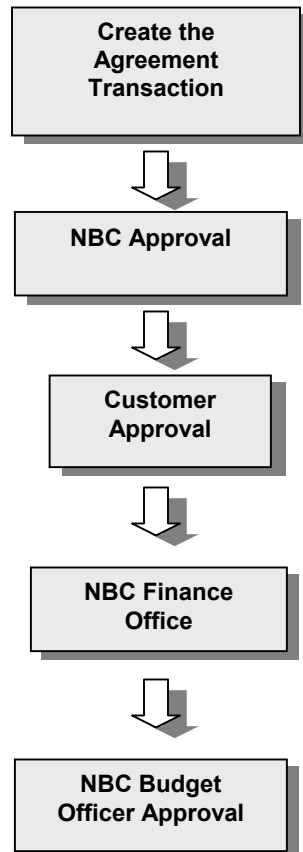 Create the
Agreement
Transaction
NBC Approval
Customer
Approval
NBC Finance
Office
NBC Budget
Officer Approval